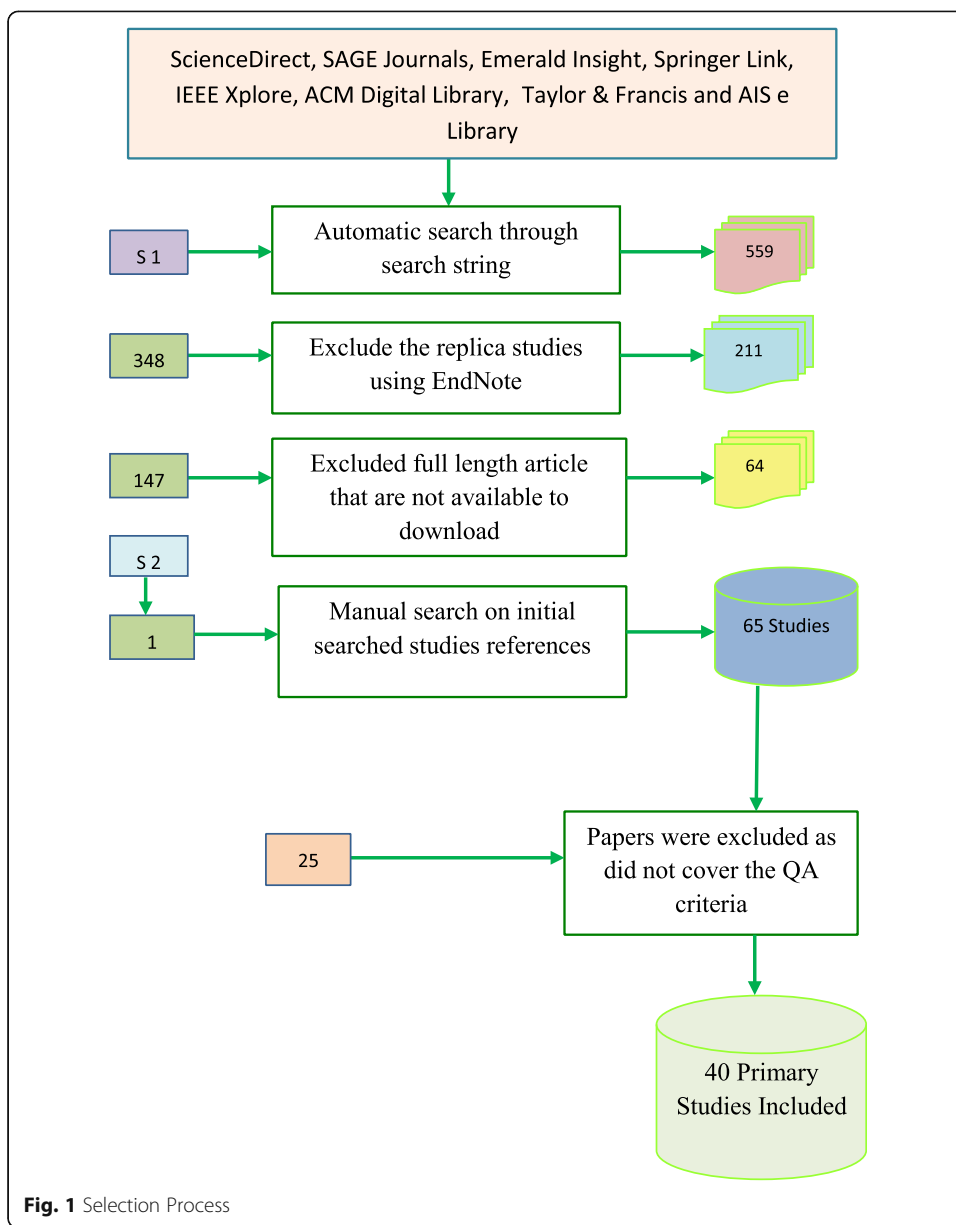 ScienceDirect, SAGE Journals, Emerald Insight, Springer Link,
IEEE Xplore, ACM Digital Library, Taylor & Francis and AIS e
Library
S 1
Automatic search through
search string
559
348
Exclude the replica studies
using EndNote
211
147
Excluded full length article
that are not available to
download
64
S 2
1
Manual search on initial
searched studies references
65 Studies
25
Papers were excluded as
did not cover the QA
criteria
40 Primary
Studies Included
Fig. 1 Selection Process